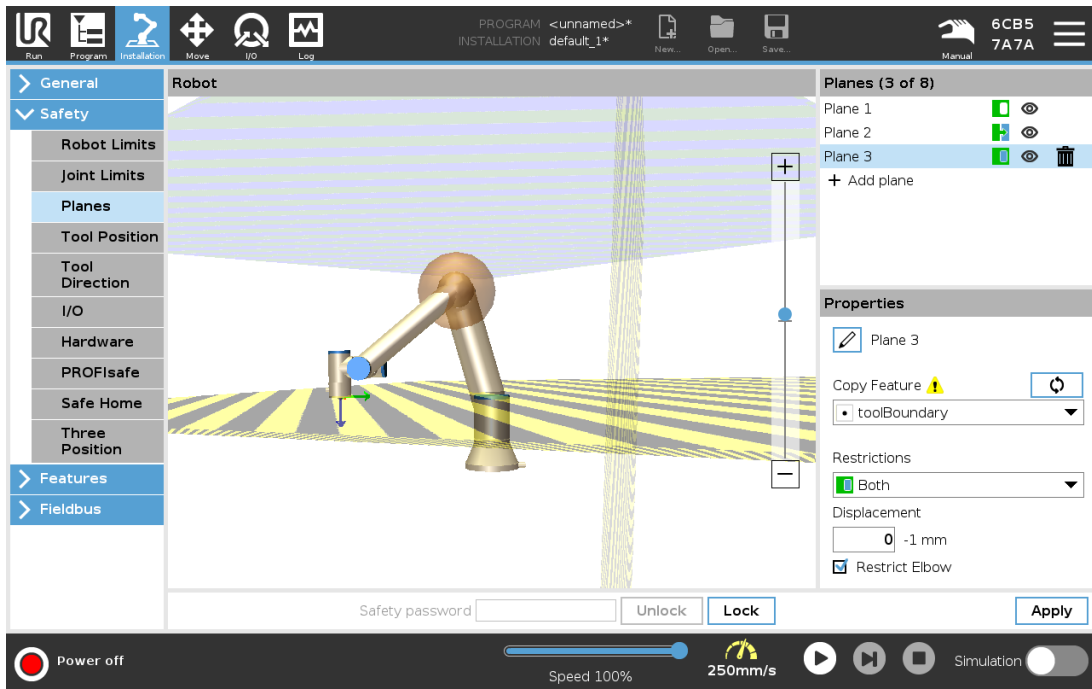 UR
Run
Program
Installation
Move
I/O
Log
PROGRAM <unnamed>*
INSTALLATION default_1*
New...
Open...
Save...
Manual
6CB5
7A7A
General
Safety
Robot Limits
Joint Limits
Planes
Tool Position
Tool
Direction
I/O
Hardware
PROFIsafe
Safe Home
Three
Position
Features
Fieldbus
Robot
Planes (3 of 8)
Plane 1
Plane 2
Plane 3
+ Add plane
Properties
Plane 3
Copy Feature
toolBoundary
Restrictions
Both
Displacement
0 -1 mm
Restrict Elbow
Safety password
Unlock
Lock
Apply
Power off
Speed 100%
250mm/s
Simulation